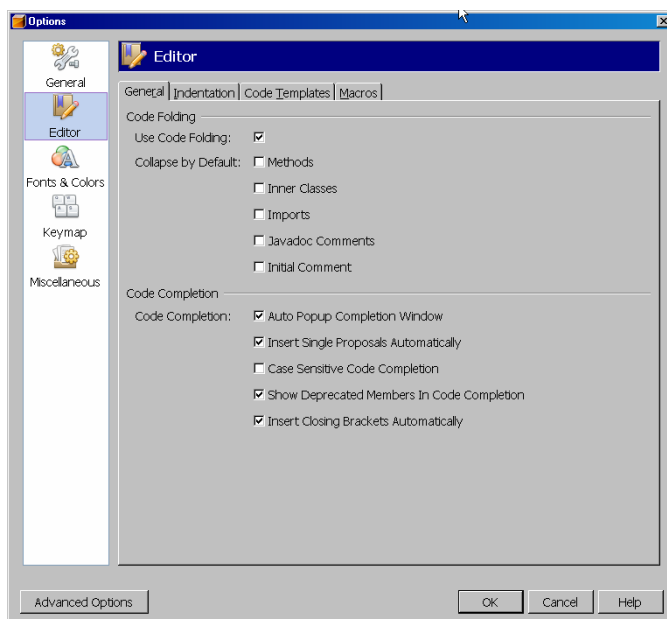 Options
General
Editor
Fonts & Colors
Keymap
Miscellaneous
Editor
General Indentation Code Templates Macros
Code Folding
Use Code Folding:
Collapse by Default: Methods
Inner Classes
Imports
Javadoc Comments
Initial Comment
Code Completion
Code Completion: Auto Popup Completion Window
Insert Single Proposals Automatically
Case Sensitive Code Completion
Show Deprecated Members In Code Completion
Insert Closing Brackets Automatically
Advanced Options OK Cancel Help